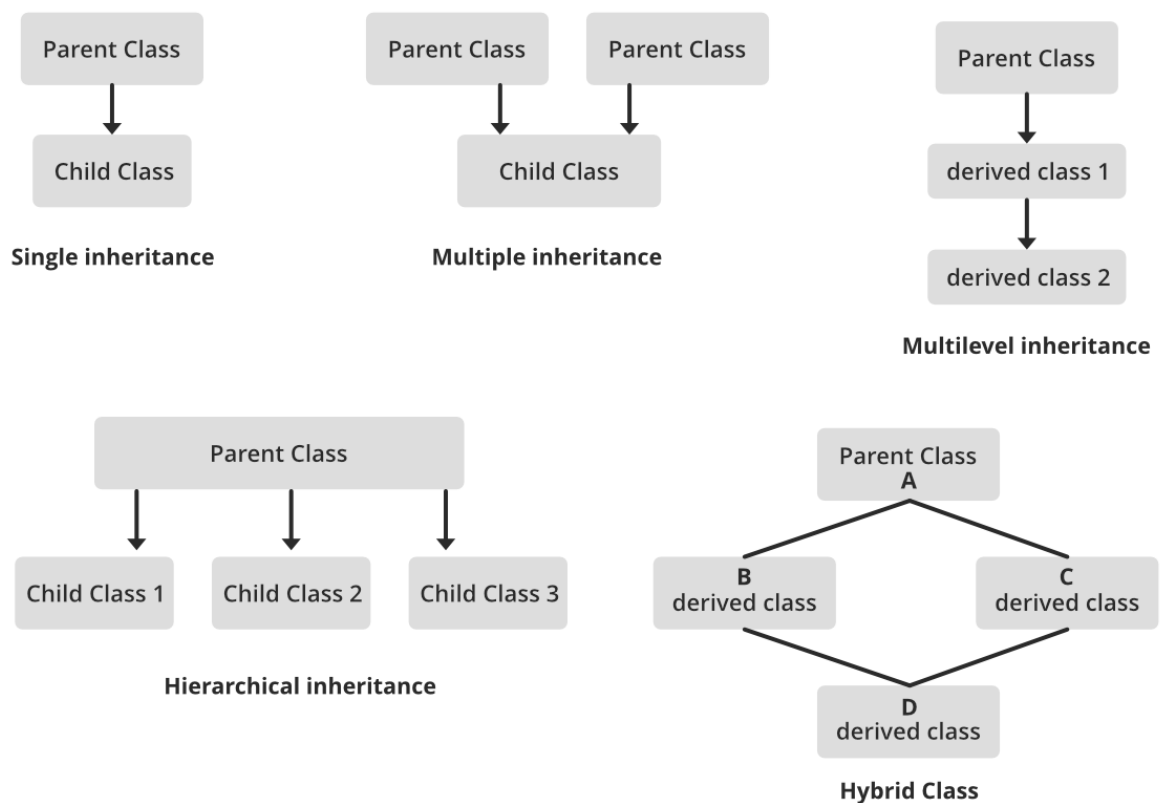 Parent Class
Child Class
Single inheritance
Parent Class
Parent Class
Child Class
Multiple inheritance
Parent Class
derived class 1
derived class 2
Multilevel inheritance
Parent Class
Child Class 1
Child Class 2
Child Class 3
Hierarchical inheritance
Parent Class
A
B
derived class
C
derived class
D
derived class
Hybrid Class